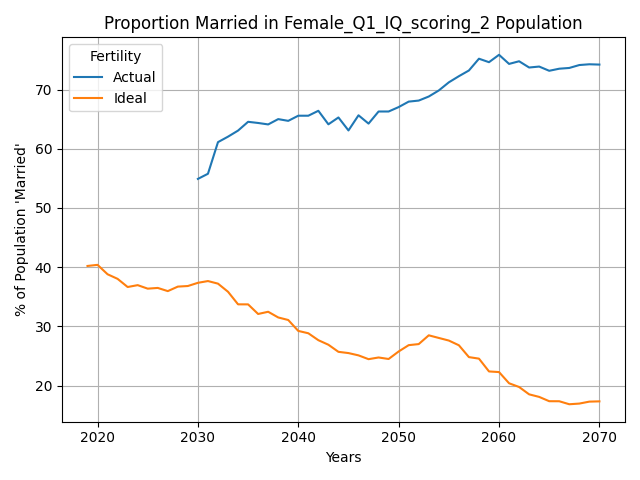 Proportion Married in Female_Q1_IQ_scoring_2 Population
Fertility
Actual
Ideal
% of Population 'Married'
70
60
50
40
30
20
2020 2030 2040 2050 2060 2070
Years